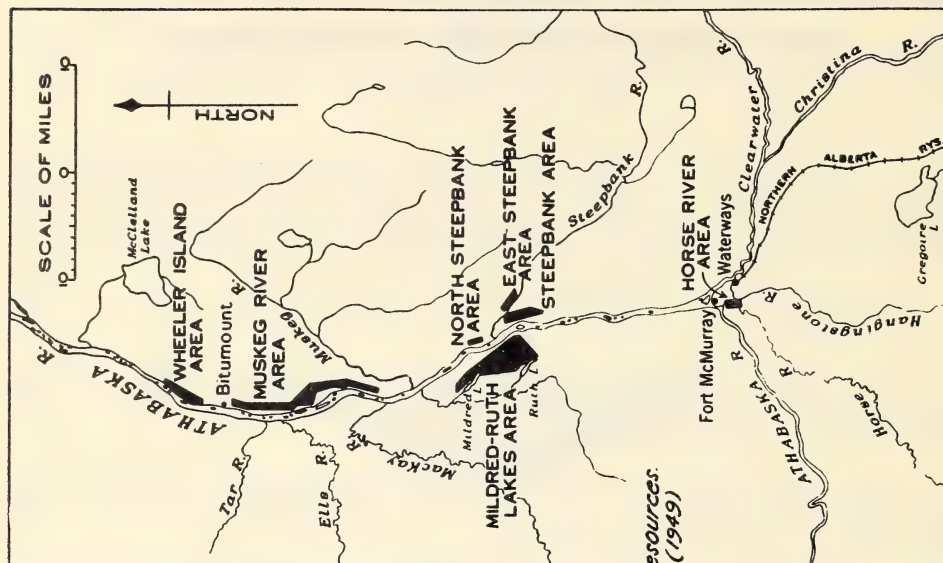 SCALE OF MILES
10 0 10
NORTH
McClelland
Lake
WHEELER ISLAND
AREA
Bitumount
MUSKEG RIVER
AREA
ATHABASKA
R
Muskeg
R.
Tar R.
Ells R.
MacKay
R.
NORTH STEEPBANK
AREA
EAST STEEPBANK
AREA
STEEPBANK AREA
Steepbank
R.
Mildred
L
Ruth L
MILDRED-RUTH
LAKES AREA
HORSE RIVER
AREA
Waterways
Fort McMurray
Clearwater
R.
Christina
R.
NORTHERN ALBERTA RYS
Gregoire
L
Hangingstone
R
ATHABASKA R
Horse
R.
esources.
(1949)